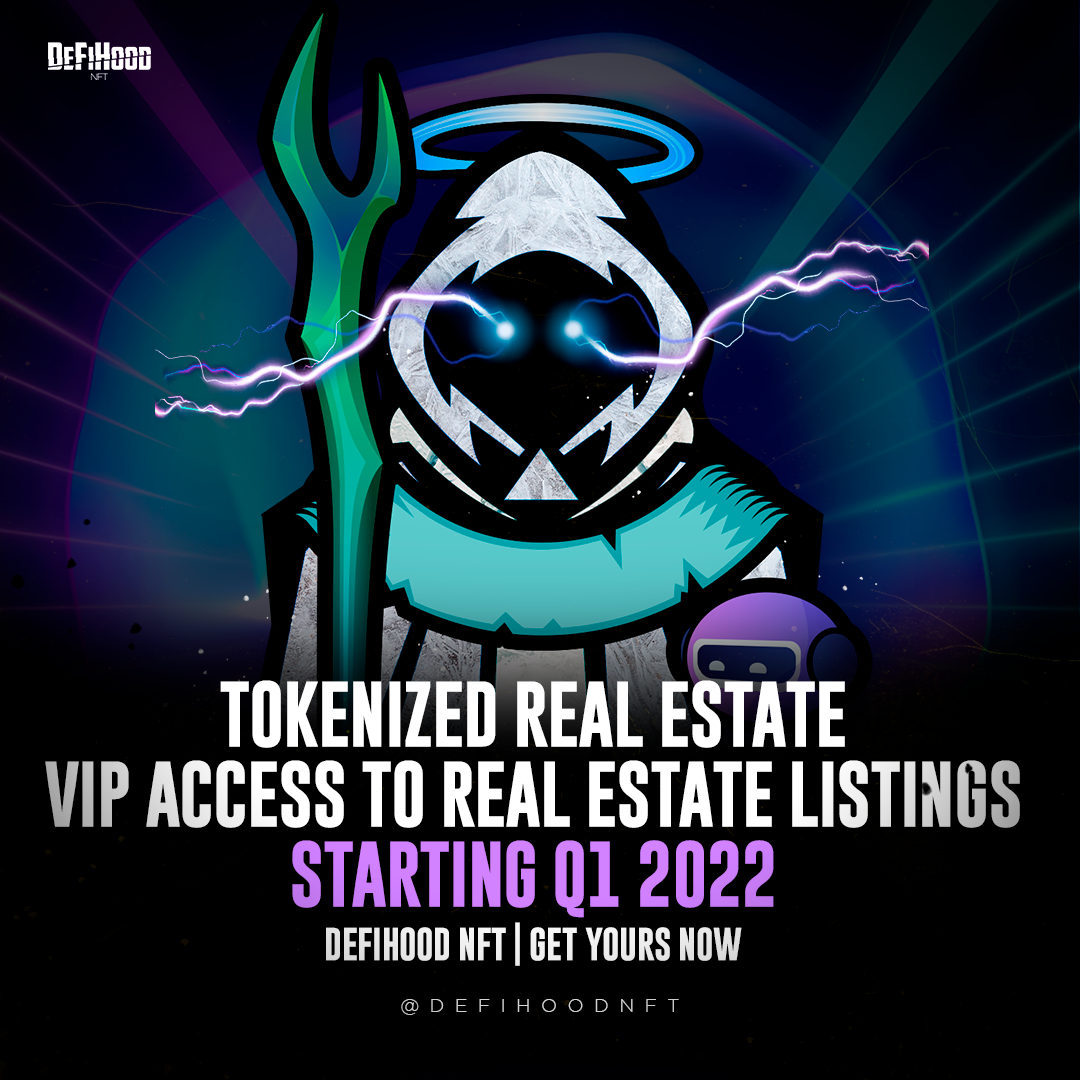 DEFIHOOD
NFT
TOKENIZED REAL ESTATE
VIP ACCESS TO REAL ESTATE LISTINGS
STARTING Q1 2022
DEFIHOOD NFT | GET YOURS NOW
@DEFIHOODNFT